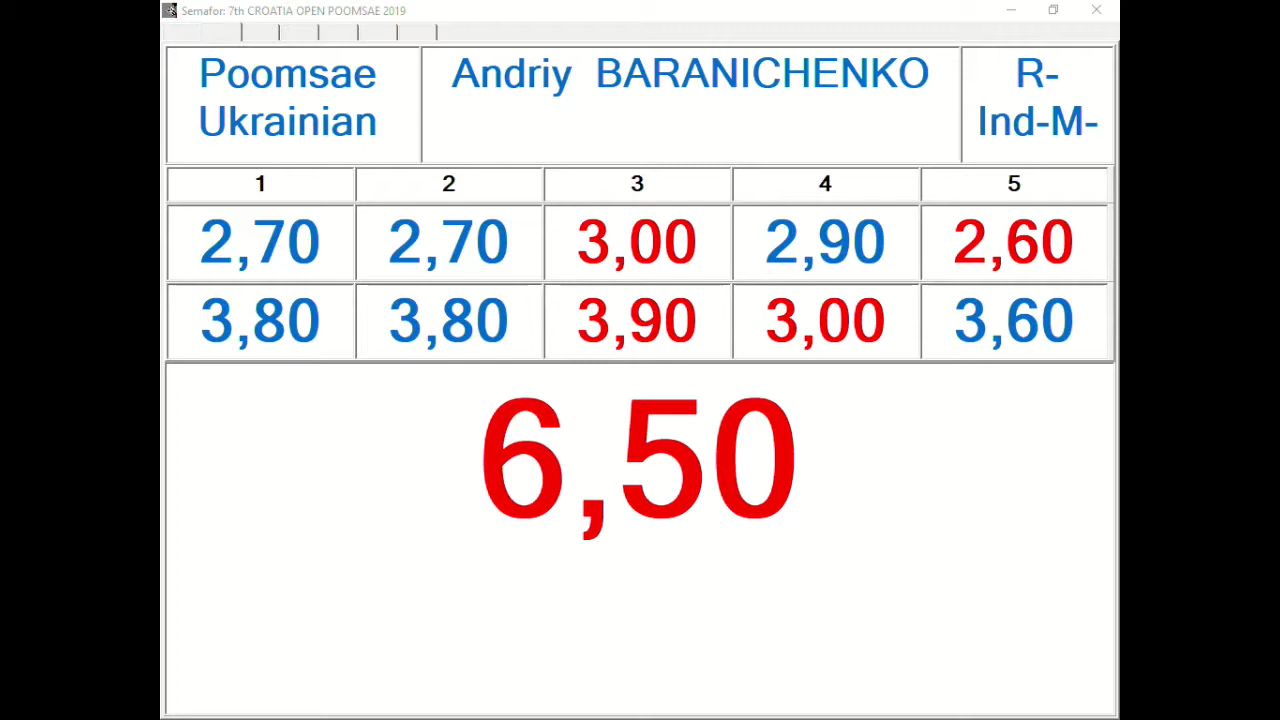 Semafor: 7th CROATIA OPEN POOMSAE 2019
Poomsae
Ukrainian
Andriy BARANICHENKO
R-
Ind-M-
1 2 3 4 5
2,70 2,70 3,00 2,90 2,60
3,80 3,80 3,90 3,00 3,60
6,50